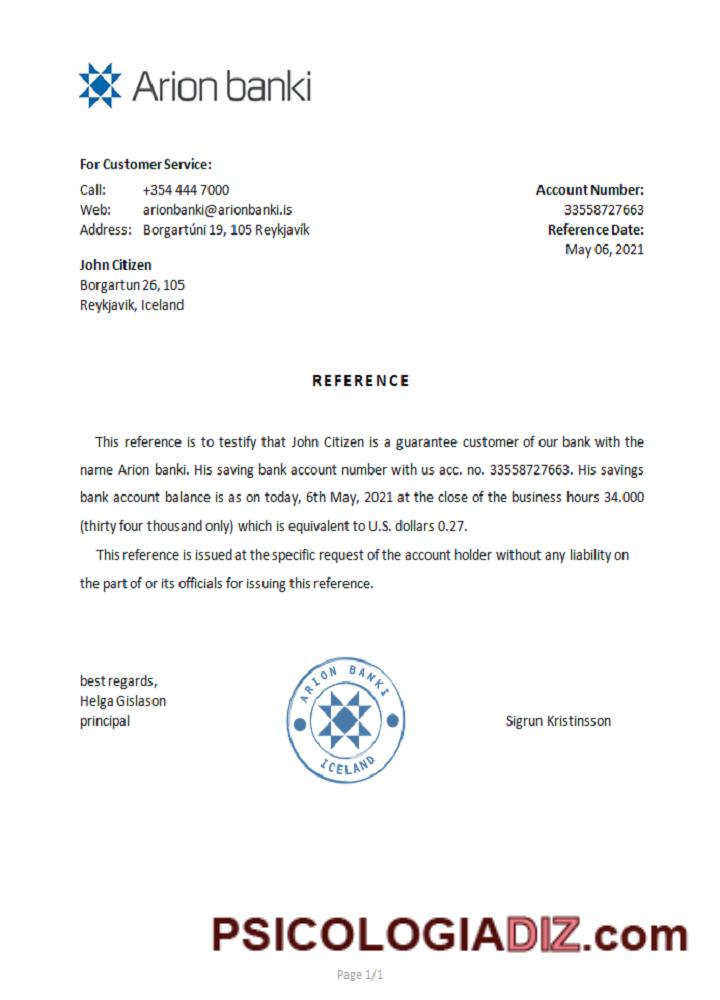 Arion banki
For Customer Service:
Call: +354 444 7000
Web: arionbanki@arionbanki.is
Address: Borgartúni 19, 105 Reykjavík
Account Number:
33558727663
Reference Date:
May 06, 2021
John Citizen
Borgartun 26, 105
Reykjavik, Iceland
REFERENCE
This reference is to testify that John Citizen is a guarantee customer of our bank with the
name Arion banki. His saving bank account number with us acc. no. 33558727663. His savings
bank account balance is as on today, 6th May, 2021 at the close of the business hours 34.000
(thirty four thousand only) which is equivalent to U.S. dollars 0.27.
This reference is issued at the specific request of the account holder without any liability on
the part of or its officials for issuing this reference.
best regards,
Helga Gislason
principal
ARION BANKI
ICELAND
Sigrun Kristinsson
PSICOLOGIADIZ.com
Page 1/1